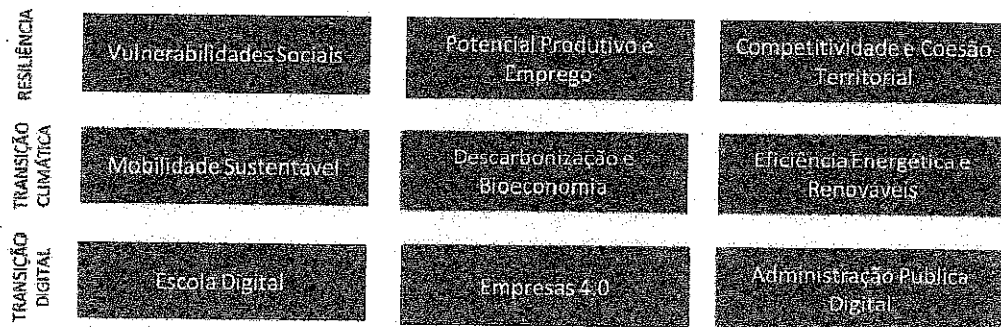 RESILIÊNCIA
Vulnerabilidades Sociais
Potencial Produtivo e
Emprego
Competitividade e Coesão
Territorial
TRANSIÇÃO
CLIMÁTICA
Mobilidade Sustentável
Descarbonização e
Bioeconomia
Eficiência Energética e
Renováveis
TRANSIÇÃO
DIGITAL
Escola Digital
Empresas 4.0
Administração Pública
Digital